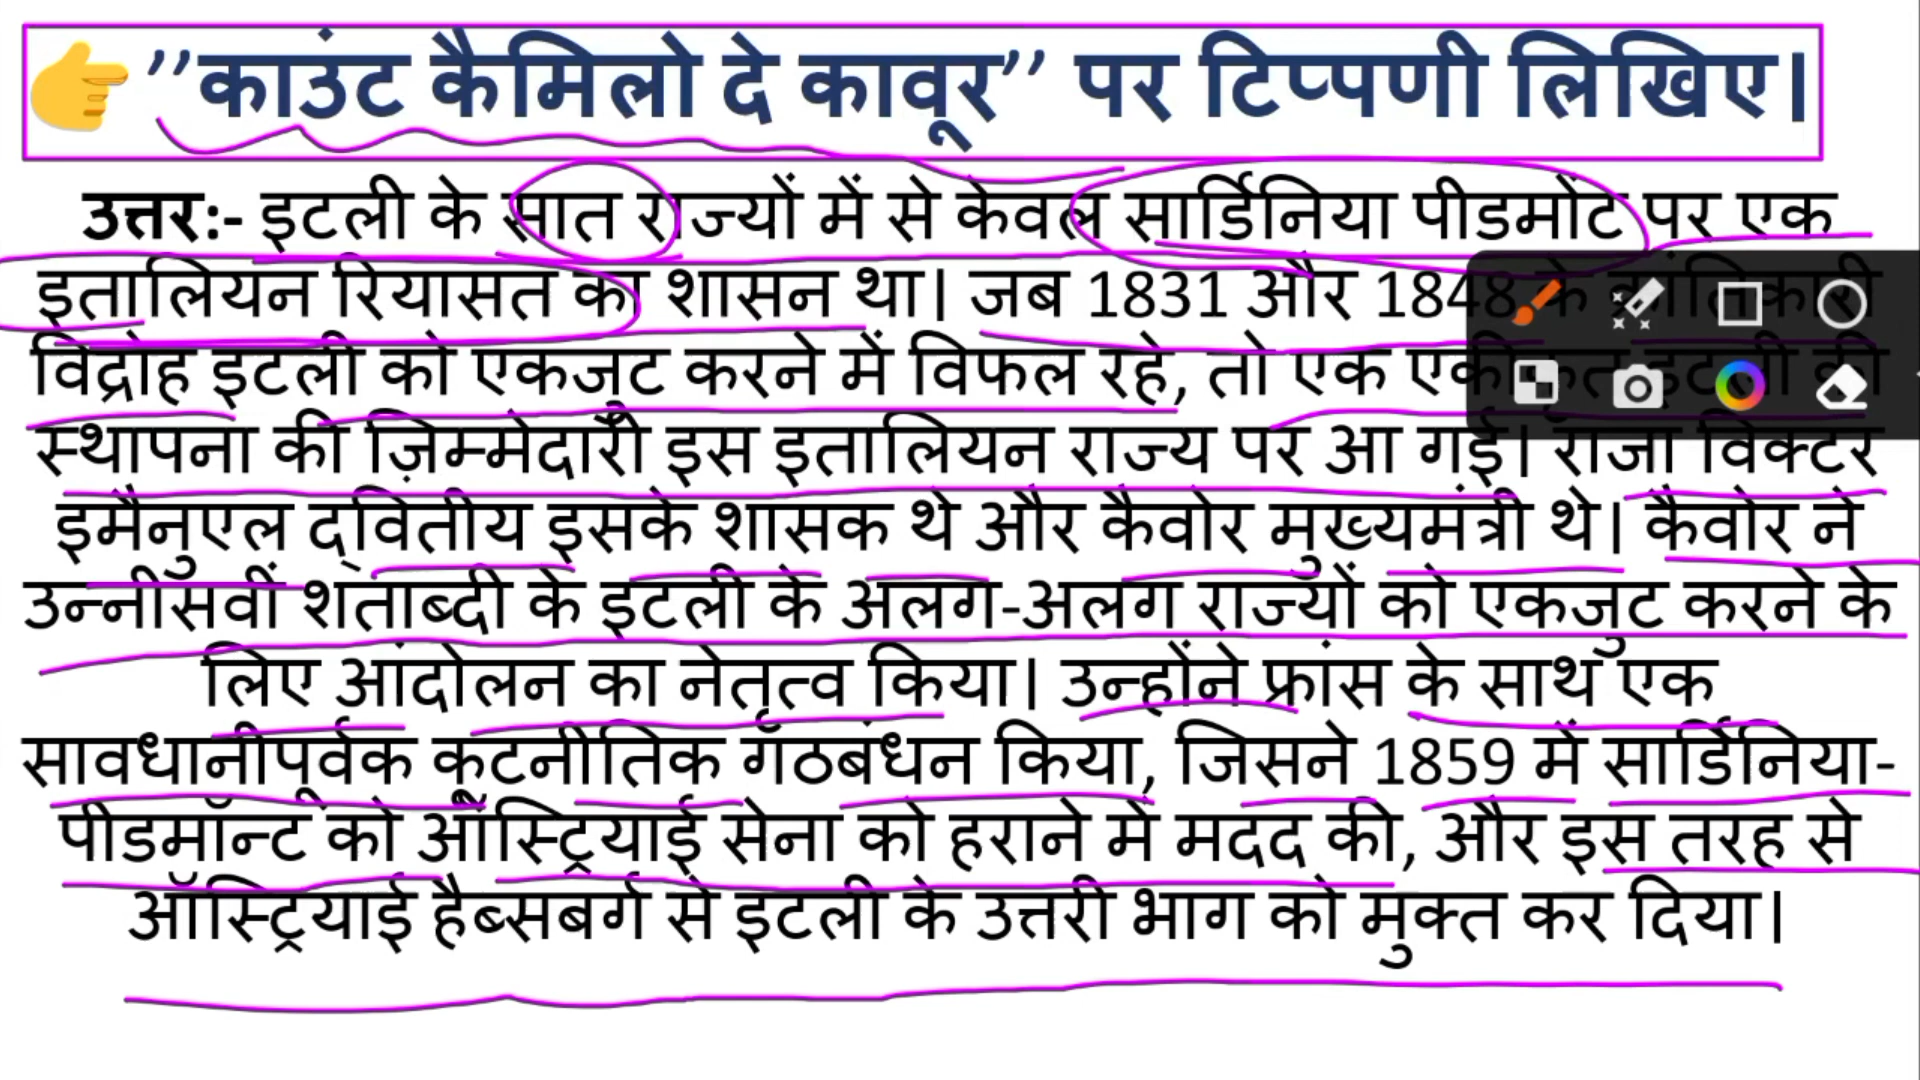 ’’काउंट कैमिलो दे कावूर’’ पर टिप्पणी लिखिए।
उत्तर:- इटली के सात राज्यों में से केवल सार्डिनिया पीडमोंट पर एक
इतालियन रियासत का शासन था। जब 1831 और 1848 के क्रांतिकारी
विद्रोह इटली को एकजुट करने में विफल रहे, तो एक एकीकृत इटली की
स्थापना की ज़िम्मेदारी इस इतालियन राज्य पर आ गई। राजा विक्टर
इमैनुएल द्वितीय इसके शासक थे और कैवोर मुख्यमंत्री थे। कैवोर ने
उन्नीसवीं शताब्दी के इटली के अलग-अलग राज्यों को एकजुट करने के
लिए आंदोलन का नेतृत्व किया। उन्होंने फ्रांस के साथ एक
सावधानीपूर्वक कूटनीतिक गठबंधन किया, जिसने 1859 में सार्डिनिया-
पीडमॉन्ट को ऑस्ट्रियाई सेना को हराने में मदद की, और इस तरह से
ऑस्ट्रियाई हैब्सबर्ग से इटली के उत्तरी भाग को मुक्त कर दिया।